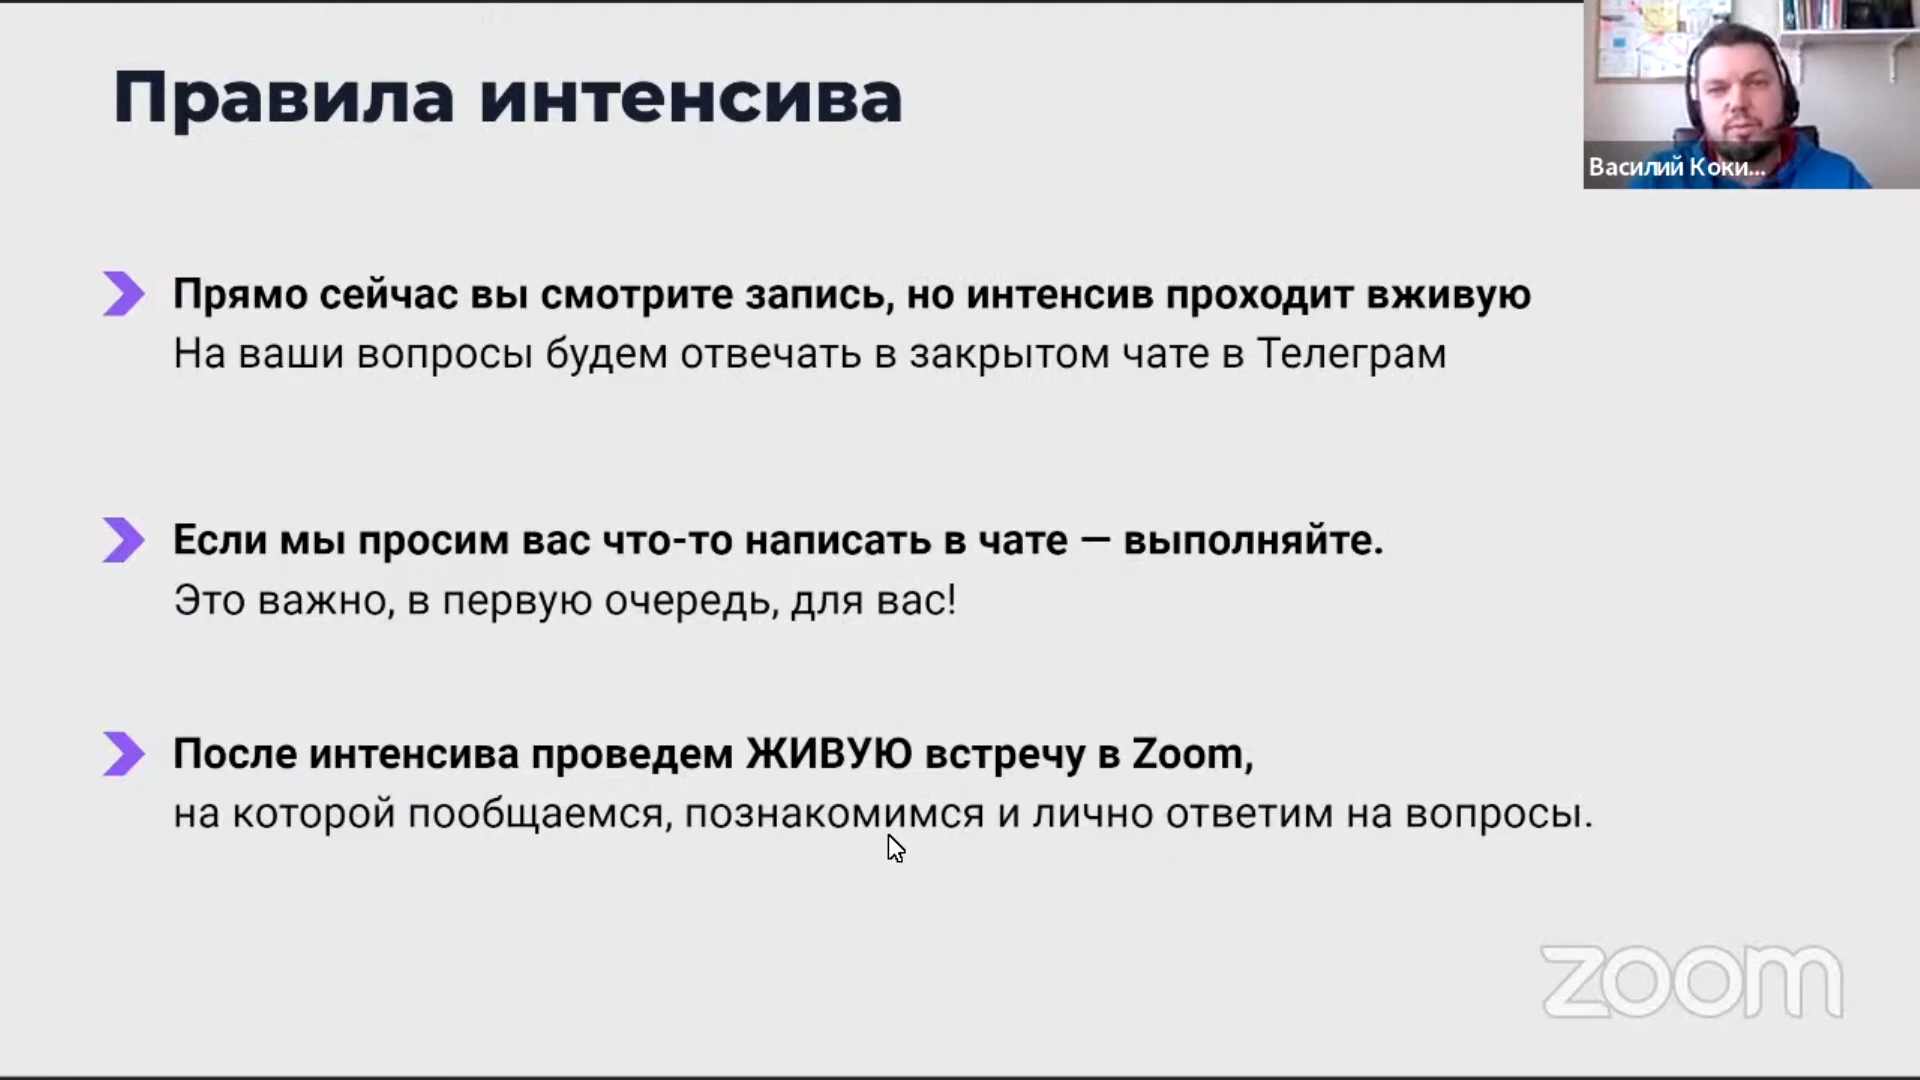 Правила интенсива
Василий Коки...
Прямо сейчас вы смотрите запись, но интенсив проходит вживую
На ваши вопросы будем отвечать в закрытом чате в Телеграм
Если мы просим вас что-то написать в чате — выполняйте.
Это важно, в первую очередь, для вас!
После интенсива проведем ЖИВУЮ встречу в Zoom,
на которой пообщаемся, познакомимся и лично ответим на вопросы.
zoom